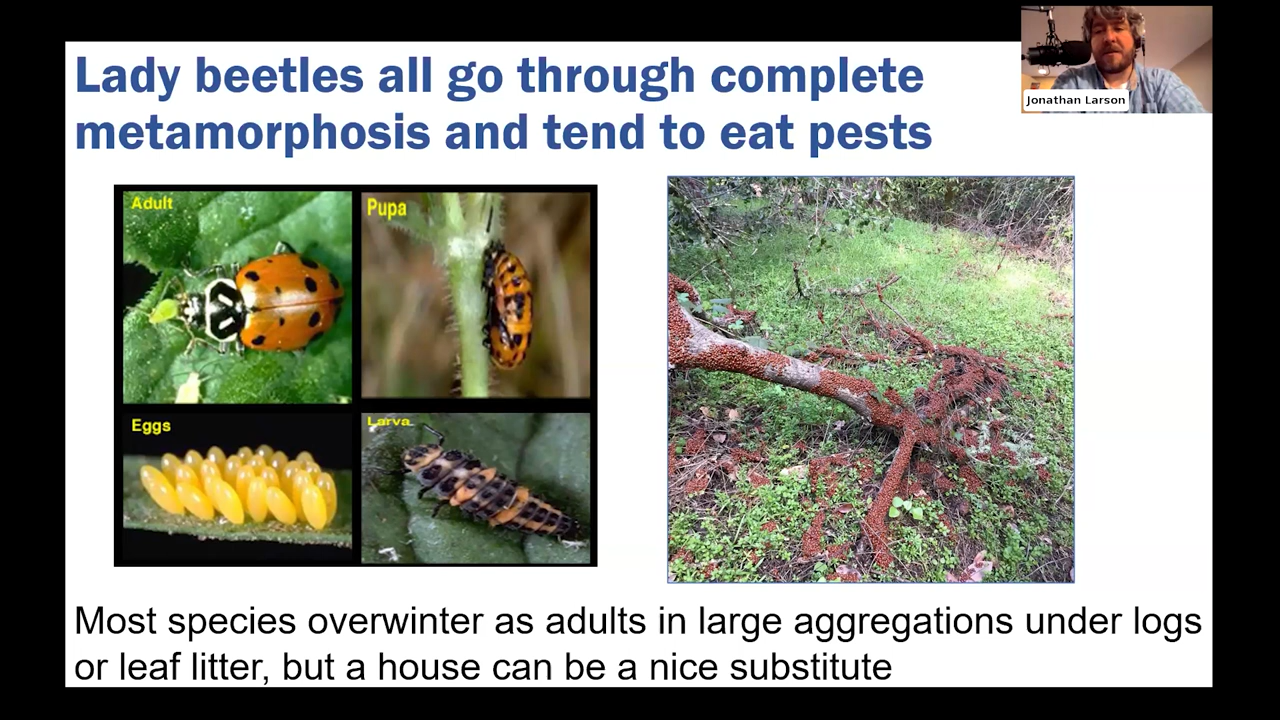 Lady beetles all go through complete
metamorphosis and tend to eat pests
Jonathan Larson
Adult
Pupa
Eggs
Larva
Most species overwinter as adults in large aggregations under logs
or leaf litter, but a house can be a nice substitute